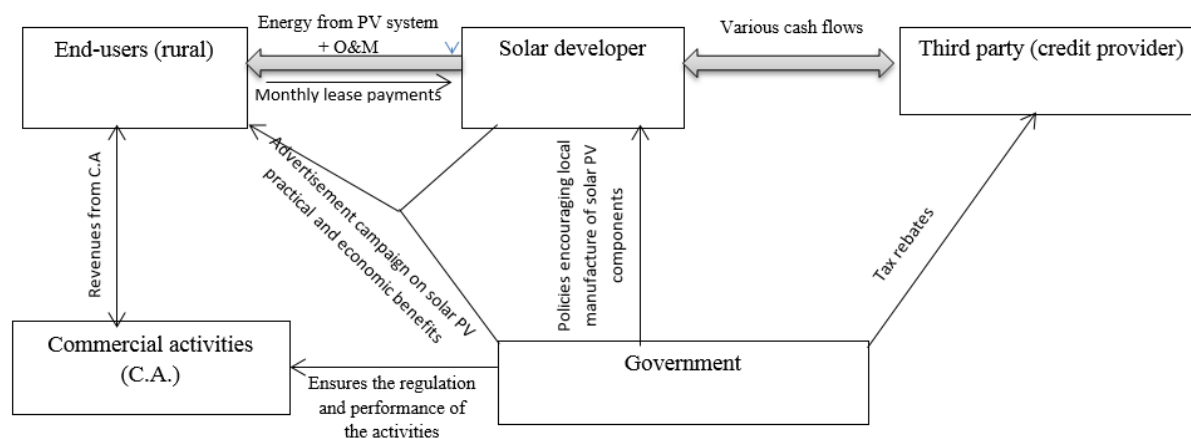 End-users (rural)
Energy from PV system
+ O&M
Monthly lease payments
Solar developer
Various cash flows
Third party (credit provider)
Revenues from C.A
Advertisement campaign on solar PV
practical and economic benefits
Policies encouraging local
manufacture of solar PV
components
Tax rebates
Commercial activities
(C.A.)
Ensures the regulation
and performance of
the activities
Government